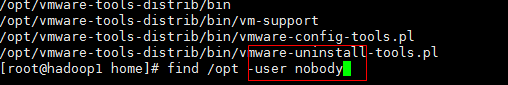 /opt/vmware-tools-distrib/bin
/opt/vmware-tools-distrib/bin/vm-support
/opt/vmware-tools-distrib/bin/vmware-config-tools.pl
/opt/vmware-tools-distrib/bin/vmware-uninstall-tools.pl
[root@hadoop1 home]# find /opt -user nobody